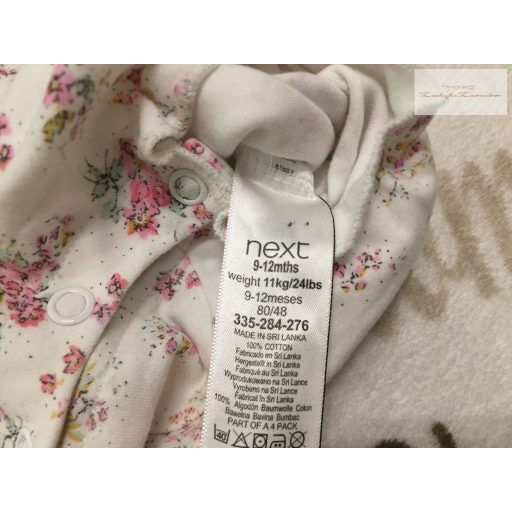 next
9-12mths
weight 11kg/24lbs
9-12meses
80/48
335-284-276
MADE IN SRI LANKA
100% COTTON
Fabricado en Sri Lanka
Hergestellt in Sri Lanka
Fabriqué au Sri Lanka
Wyprodukowano na Sri Lance
Vyrobeno na Srí Lance
Fabricat în Sri Lanka
100% Algodón Baumwolle Coton
Bawełna Bavlna Bumbac
PART OF A 4 PACK
40